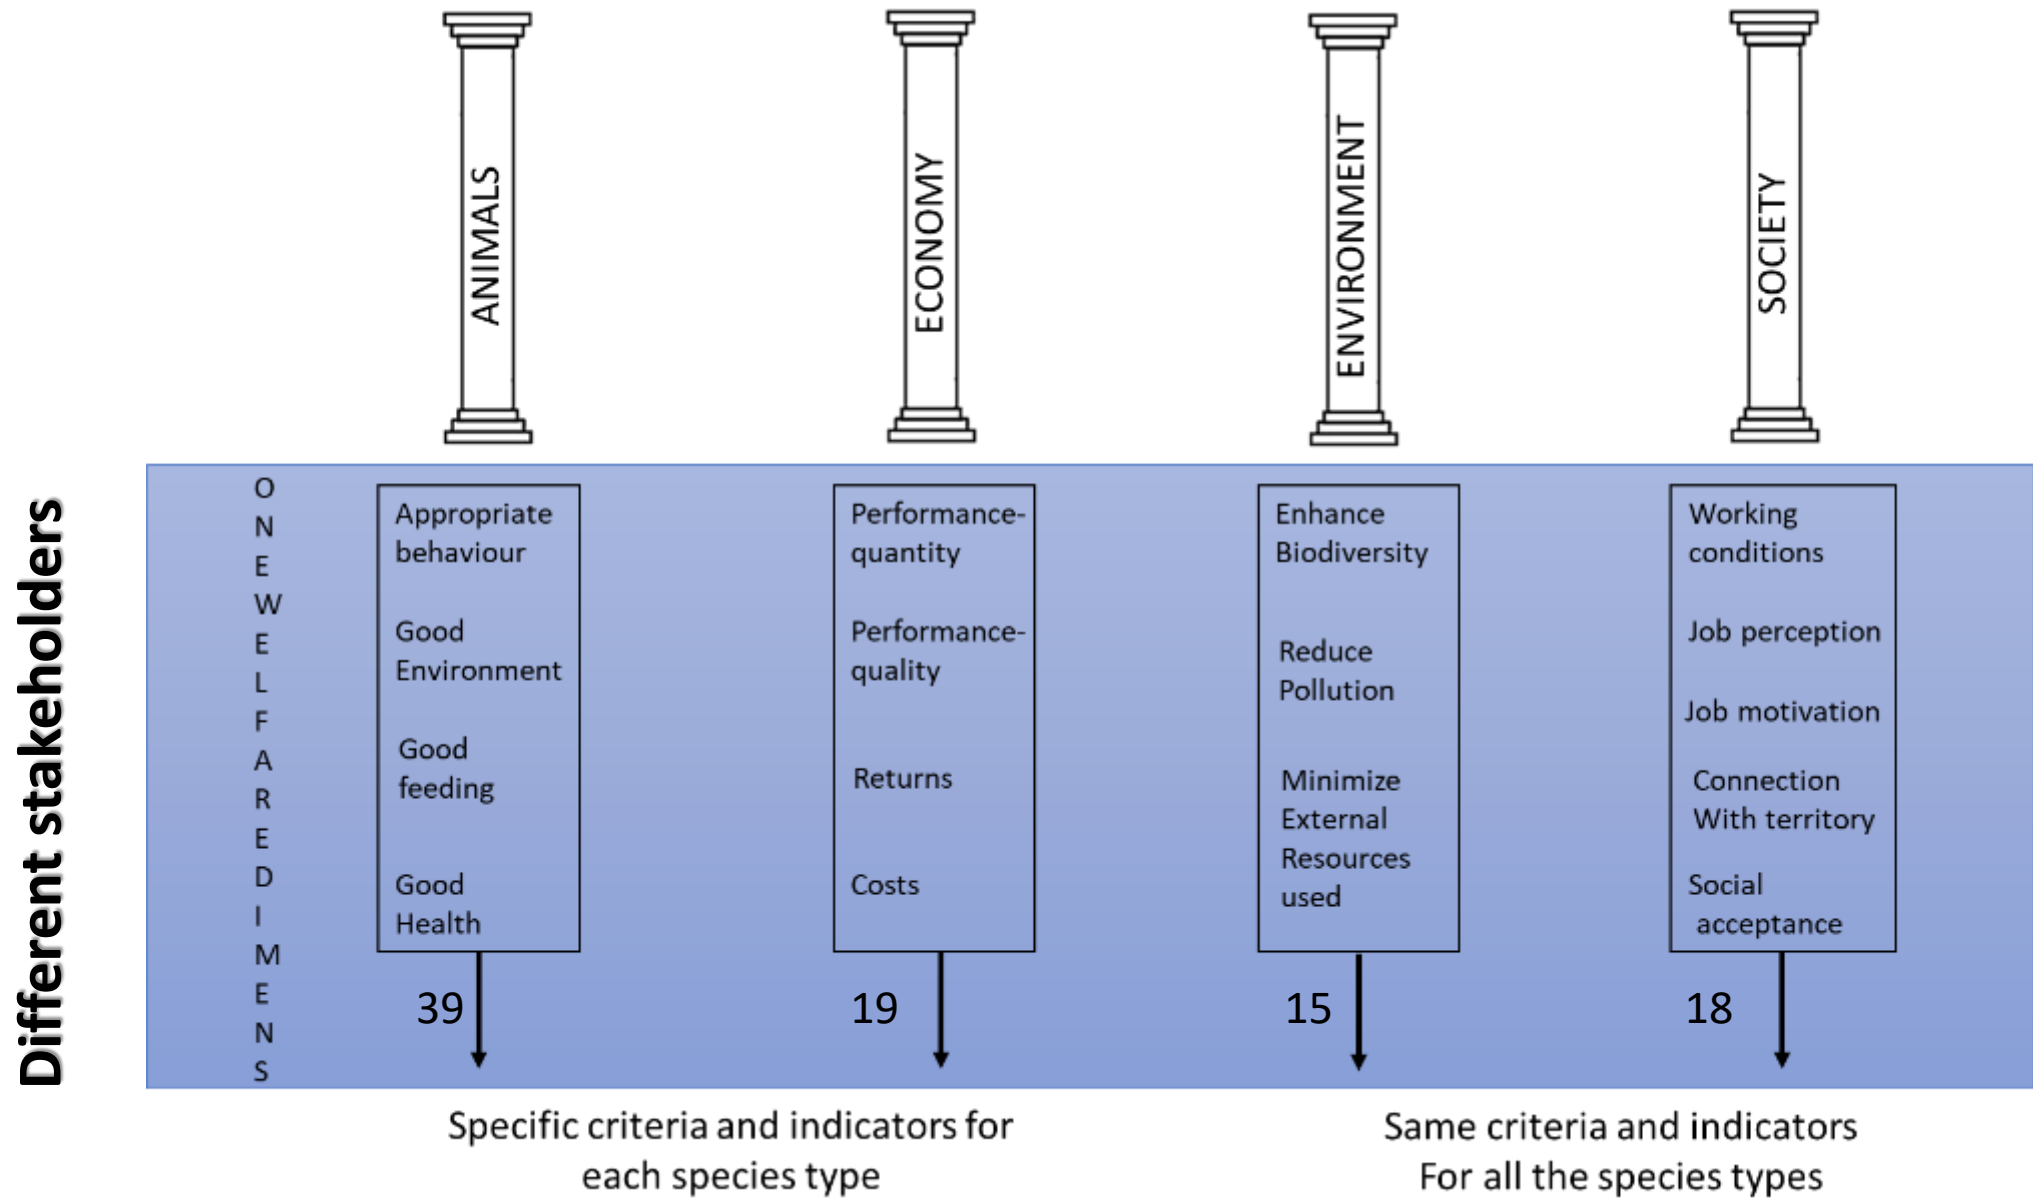 ANIMALS
ECONOMY
ENVIRONMENT
SOCIETY
Different stakeholders
O
N
E
W
E
L
F
A
R
E
D
I
M
E
N
S
Appropriate
behaviour
Good
Environment
Good
feeding
Good
Health
39
Performance-
quantity
Performance-
quality
Returns
Costs
19
Enhance
Biodiversity
Reduce
Pollution
Minimize
External
Resources
used
15
Working
conditions
Job perception
Job motivation
Connection
With territory
Social
acceptance
18
Specific criteria and indicators for
each species type
Same criteria and indicators
For all the species types